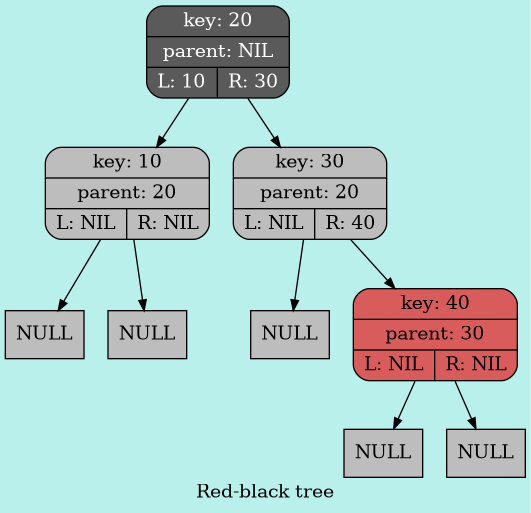 key: 20
parent: NIL
L: 10 R: 30
key: 10
parent: 20
L: NIL R: NIL
key: 30
parent: 20
L: NIL R: 40
NULL
NULL
NULL
key: 40
parent: 30
L: NIL R: NIL
NULL
NULL
Red-black tree